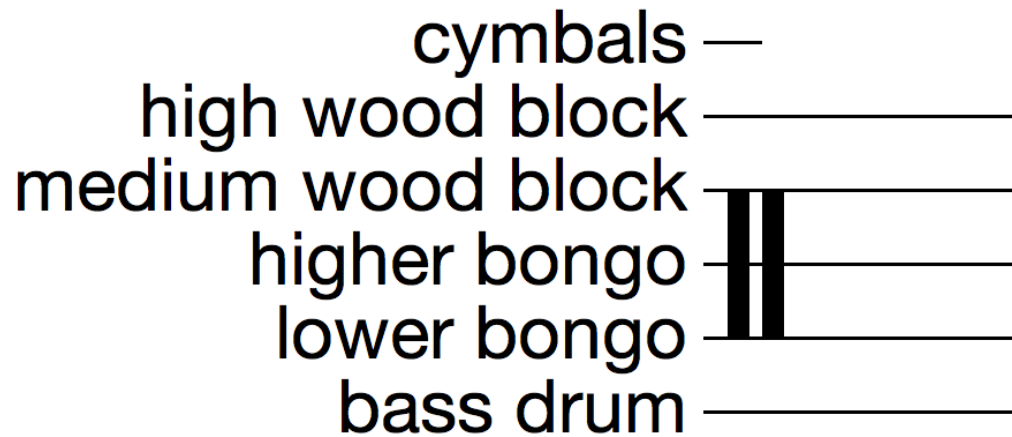 cymbals
high wood block
medium wood block
higher bongo
lower bongo
bass drum